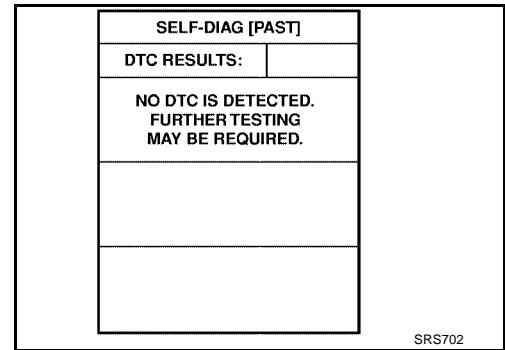 SELF-DIAG [PAST]
DTC RESULTS:
NO DTC IS DETECTED.
FURTHER TESTING
MAY BE REQUIRED.
SRS702